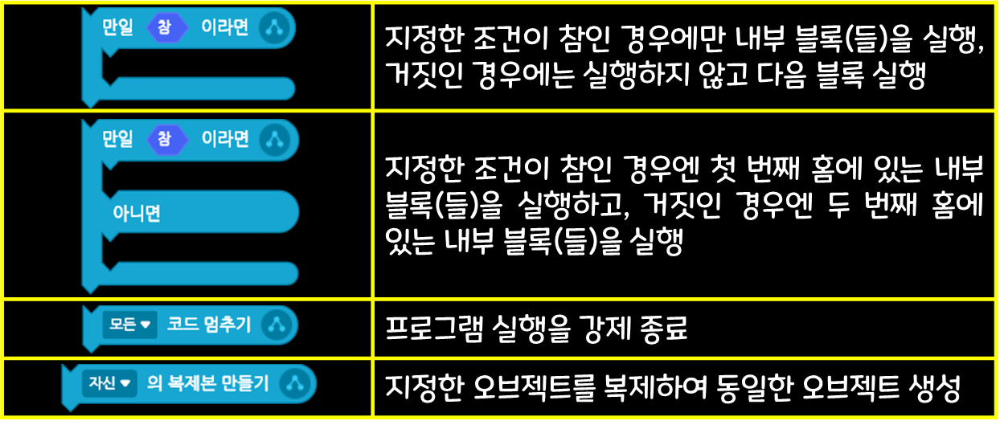 만일 참 이라면
지정한 조건이 참인 경우에만 내부 블록(들)을 실행,
거짓인 경우에는 실행하지 않고 다음 블록 실행
만일 참 이라면
아니면
지정한 조건이 참인 경우엔 첫 번째 홈에 있는 내부
블록(들)을 실행하고, 거짓인 경우엔 두 번째 홈에
있는 내부 블록(들)을 실행
모든 ▼ 코드 멈추기
프로그램 실행을 강제 종료
자신 ▼ 의 복제본 만들기
지정한 오브젝트를 복제하여 동일한 오브젝트 생성